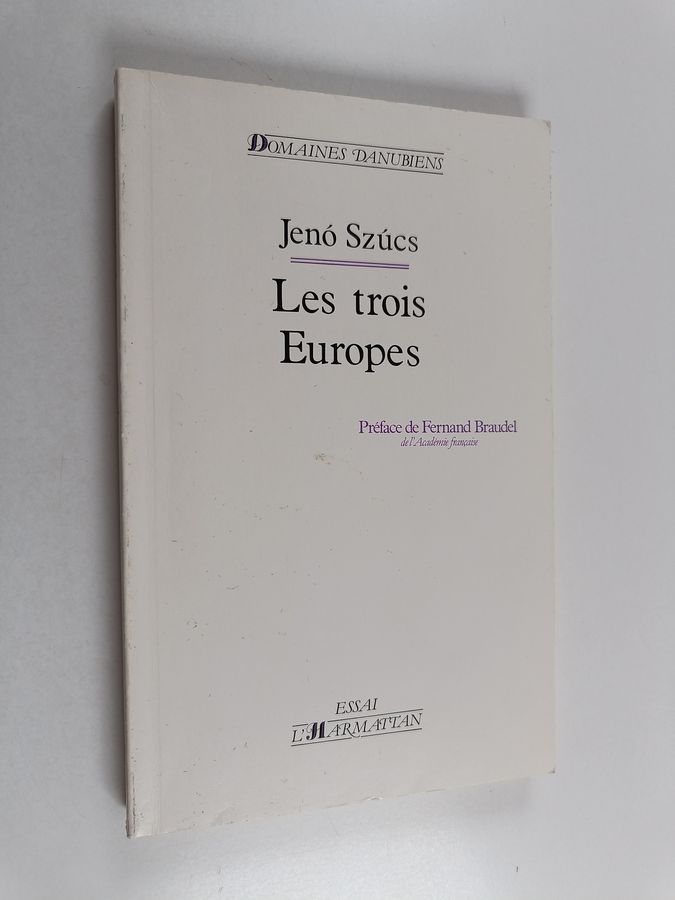 DOMAINES DANUBIENS
Jenó Szúcs
Les trois
Europes
Préface de Fernand Braudel
de l'Académie française
ESSAI
L'HARMATTAN